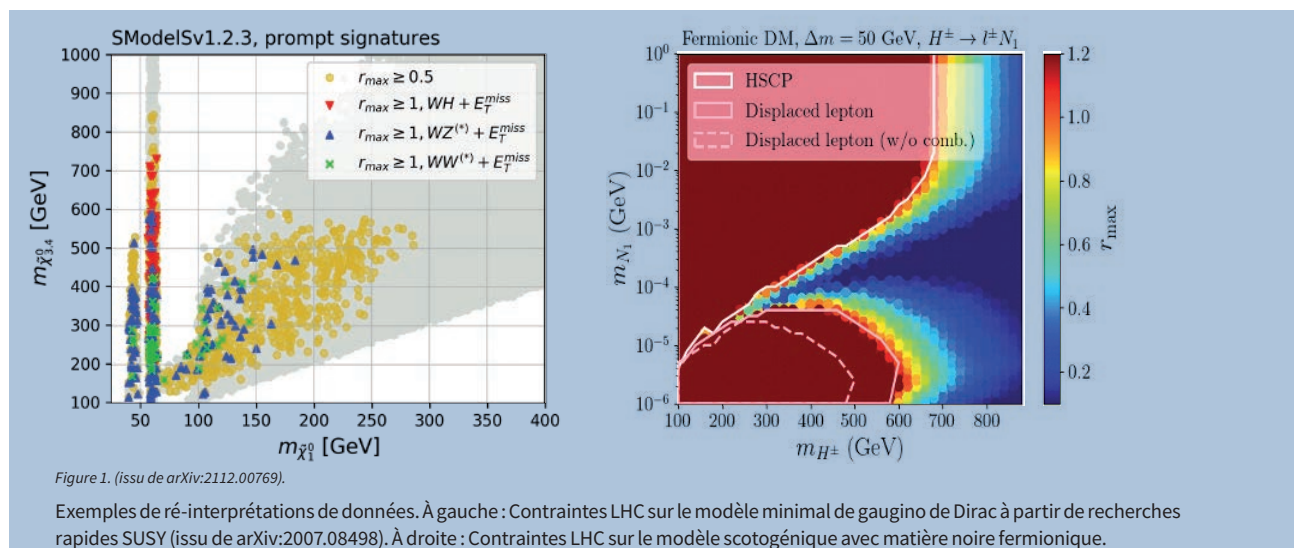 SModelSv1.2.3, prompt signatures
1000
900
800
700
600
500
400
300
200
100
m_χ̃⁰₃.₄ [GeV]
r_max ≥ 0.5
r_max ≥ 1, WH + E_T^miss
r_max ≥ 1, WZ^(*) + E_T^miss
r_max ≥ 1, WW^(*) + E_T^miss
50 100 150 200 250 300 350 400
m_χ̃⁰₁ [GeV]
Fermionic DM, Δm = 50 GeV, H^± → l^±N₁
HSCP
Displaced lepton
Displaced lepton (w/o comb.)
10⁰
10⁻¹
10⁻²
10⁻³
10⁻⁴
10⁻⁵
10⁻⁶
m_N₁ (GeV)
100 200 300 400 500 600 700 800
m_H^± (GeV)
1.2
1.0
0.8
0.6
0.4
0.2
r_max
Figure 1. (issu de arXiv:2112.00769).
Exemples de ré-interprétations de données. À gauche : Contraintes LHC sur le modèle minimal de gaugino de Dirac à partir de recherches
rapides SUSY (issu de arXiv:2007.08498). À droite : Contraintes LHC sur le modèle scotogénique avec matière noire fermionique.